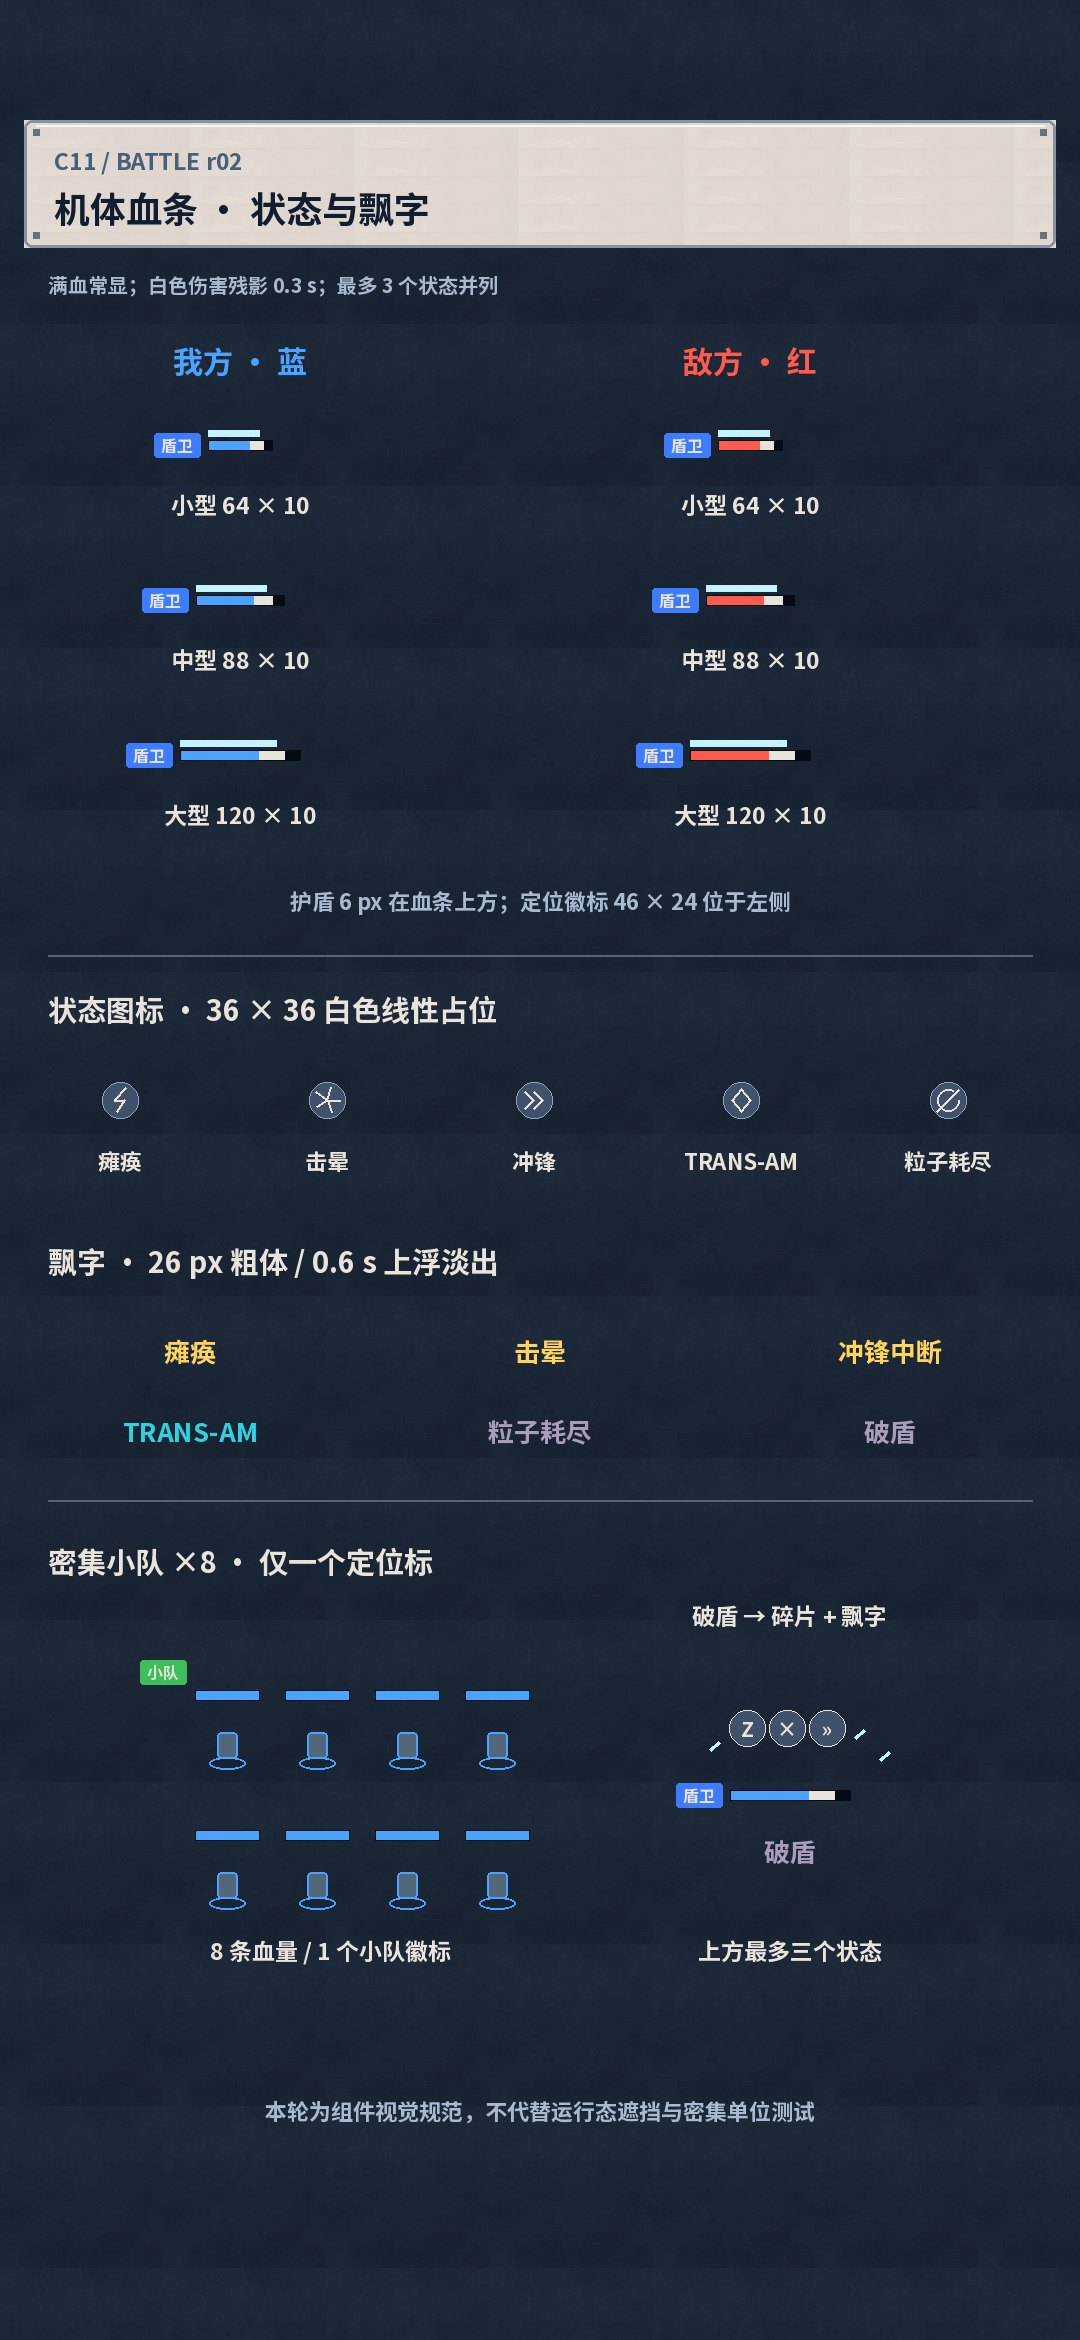 C11 / BATTLE r02
机体血条 · 状态与飘字
满血常显；白色伤害残影 0.3 s；最多 3 个状态并列
我方 · 蓝
敌方 · 红
盾卫
盾卫
小型 64 × 10
小型 64 × 10
盾卫
盾卫
中型 88 × 10
中型 88 × 10
盾卫
盾卫
大型 120 × 10
大型 120 × 10
护盾 6 px 在血条上方；定位徽标 46 × 24 位于左侧
状态图标 · 36 × 36 白色线性占位
瘫痪
击晕
冲锋
TRANS-AM
粒子耗尽
飘字 · 26 px 粗体 / 0.6 s 上浮淡出
瘫痪
击晕
冲锋中断
TRANS-AM
粒子耗尽
破盾
密集小队 ×8 · 仅一个定位标
破盾 → 碎片 + 飘字
小队
Z × »
盾卫
破盾
8 条血量 / 1 个小队徽标
上方最多三个状态
本轮为组件视觉规范，不代替运行态遮挡与密集单位测试